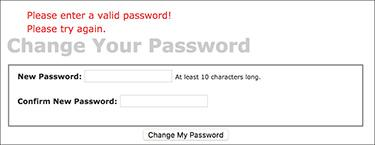 Please enter a valid password!
Please try again.
Change Your Password
New Password: At least 10 characters long.
Confirm New Password:
Change My Password